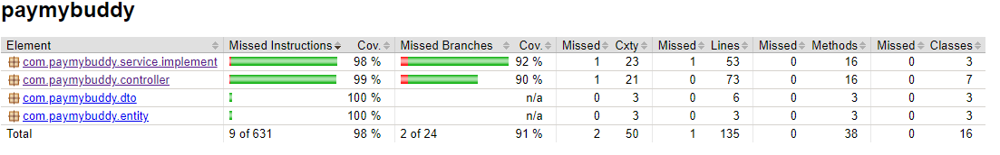 paymybuddy
Element Missed Instructions Cov. Missed Branches Cov. Missed Cxty Missed Lines Missed Methods Missed Classes
com.paymybuddy.service.implement 98 % 92 % 1 23 1 53 0 16 0 3
com.paymybuddy.controller 99 % 90 % 1 21 0 73 0 16 0 7
com.paymybuddy.dto 100 % n/a 0 3 0 6 0 3 0 3
com.paymybuddy.entity 100 % n/a 0 3 0 3 0 3 0 3
Total 9 of 631 98 % 2 of 24 91 % 2 50 1 135 0 38 0 16